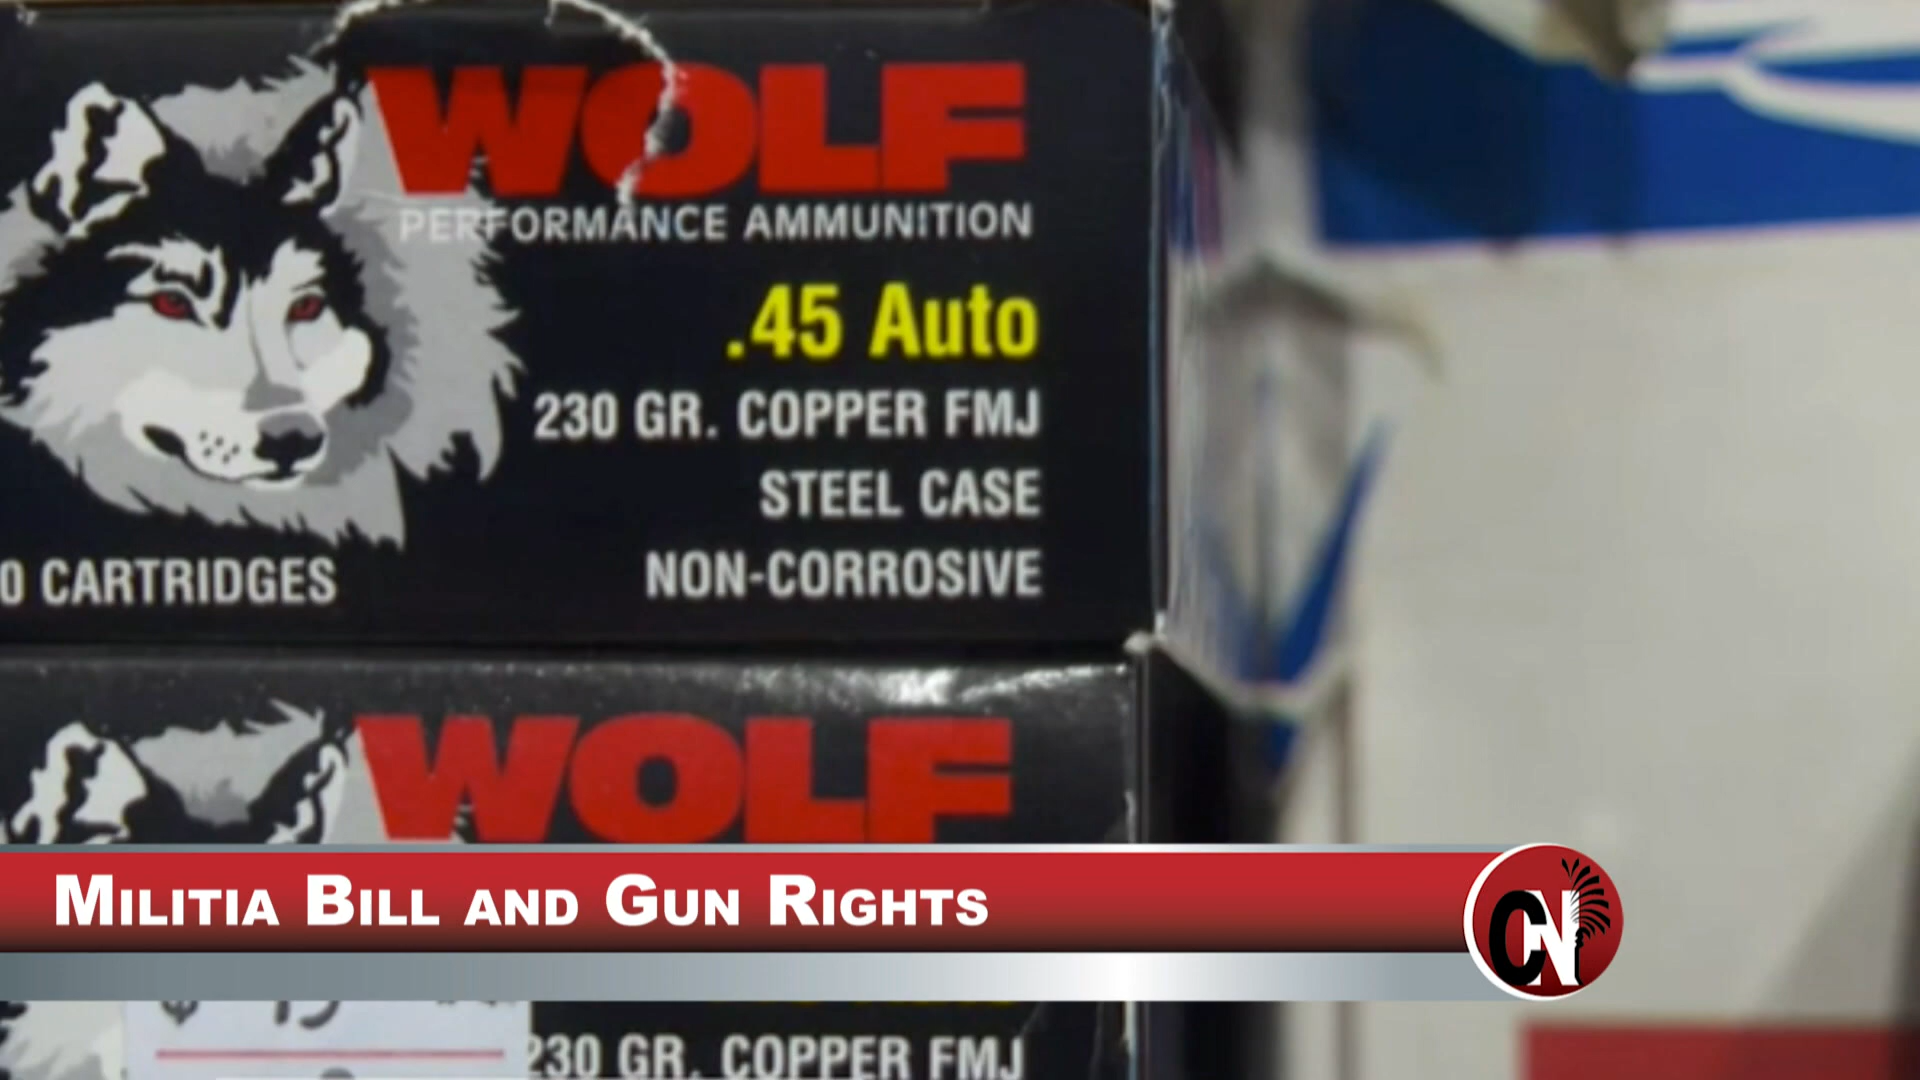 WOLF
PERFORMANCE AMMUNITION
.45 Auto
230 GR. COPPER FMJ
STEEL CASE
0 CARTRIDGES
NON-CORROSIVE
WOLF
MILITIA BILL AND GUN RIGHTS
CN
230 GR. COPPER FMJ